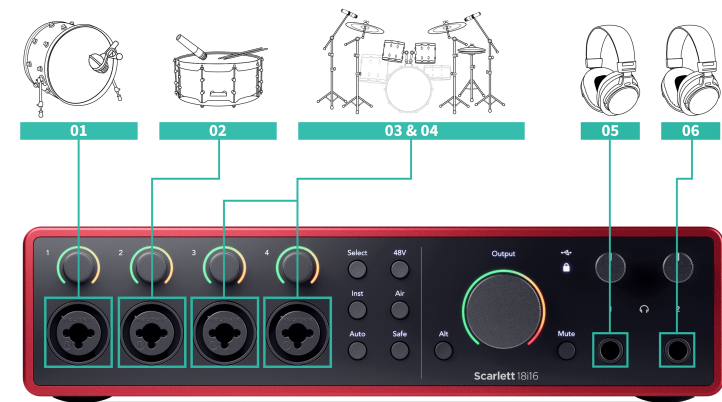 01
02
03 & 04
05
06
1
2
3
4
Select
48V
Output
Inst
Air
Auto
Safe
Alt
Mute
1
2
Scarlett 18i16